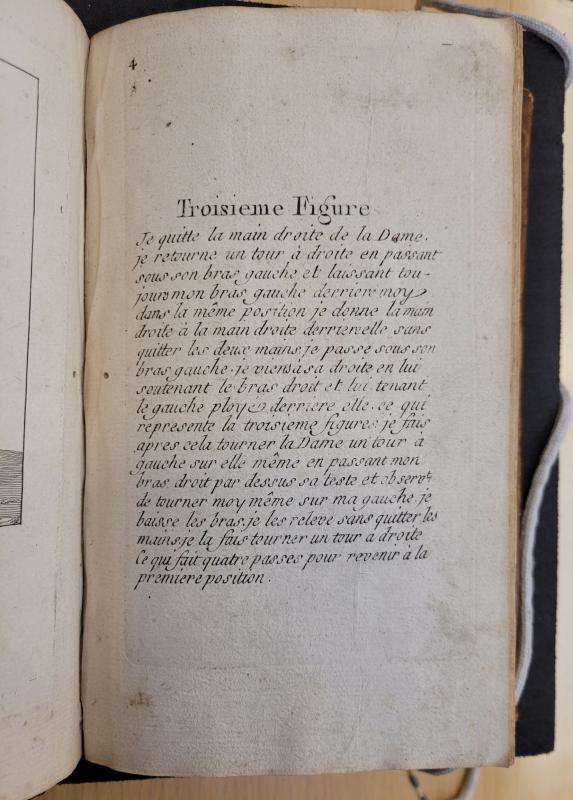 4
Troisieme Figure
Je quitte la main droite de la Dame.
je retourne un tour à droite en passant
sous son bras gauche et laissant tou-
jours mon bras gauche derriere moy
dans la même position je donne la main
droite à la main droite derriere elle sans
quitter les deux mains. je passe sous son
bras gauche. je viens à sa droite en lui
soutenant le bras droit et lui tenant
le gauche ployé derriere elle. ce qui
represente la troisieme figure: je fais
apres cela tourner la Dame un tour à
gauche sur elle même en passant mon
bras droit par dessus sa teste et observt.
de tourner moy même sur ma gauche. je
baisse les bras. je les releve sans quitter les
mains. je la fais tourner un tour a droite
Ce qui fait quatre passes pour revenir à la
premiere position.